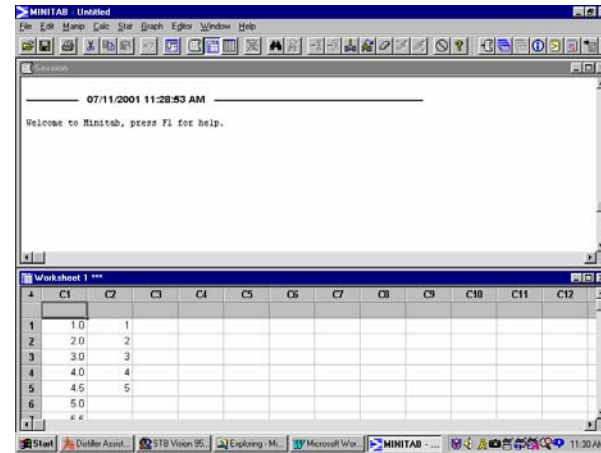 MINITAB - Untitled
File Edit Manip Calc Stat Graph Editor Window Help
Session
07/11/2001 11:28:53 AM
Welcome to Minitab, press F1 for help.
Worksheet 1 ***
C1 C2 C3 C4 C5 C6 C7 C8 C9 C10 C11 C12
1 1.0 1
2 2.0 2
3 3.0 3
4 4.0 4
5 4.5 5
6 5.0
Start Distiller Assist... STB Vision 95... Exploring - Mi... Microsoft Wor... MINITAB - ... 11:30 AM